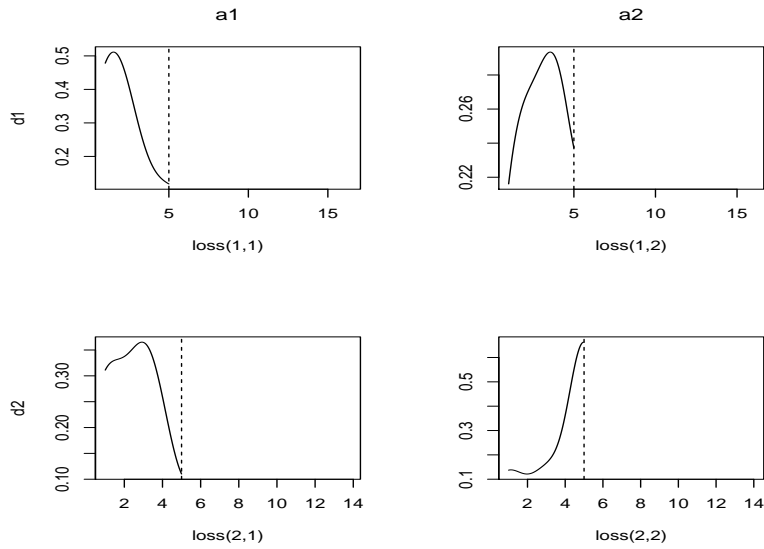 a1
a2
d1
0.2 0.3 0.4 0.5
5 10 15
loss(1,1)
0.22 0.26
5 10 15
loss(1,2)
d2
0.10 0.20 0.30
2 4 6 8 10 12 14
loss(2,1)
0.1 0.3 0.5
2 4 6 8 10 12 14
loss(2,2)